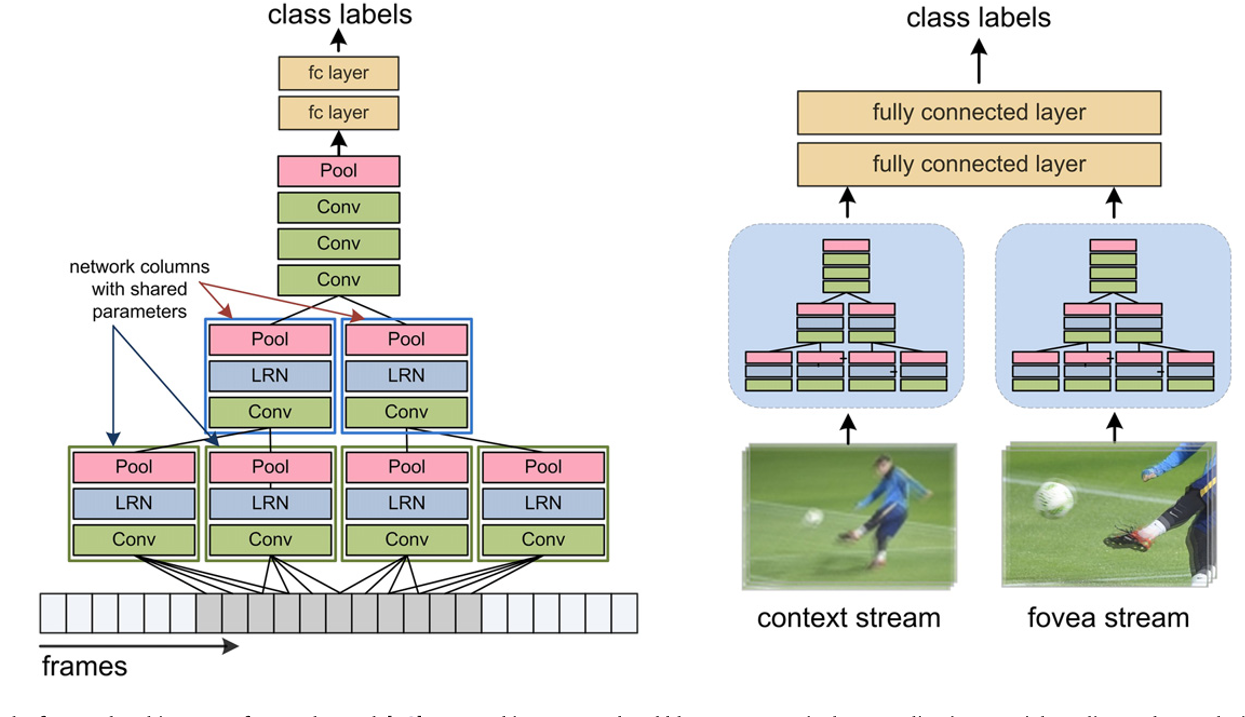 class labels
fc layer
fc layer
Pool
Conv
Conv
Conv
network columns
with shared
parameters
Pool
LRN
Conv
Pool
LRN
Conv
Pool
LRN
Conv
Pool
LRN
Conv
Pool
LRN
Conv
Pool
LRN
Conv
frames
class labels
fully connected layer
fully connected layer
context stream
fovea stream